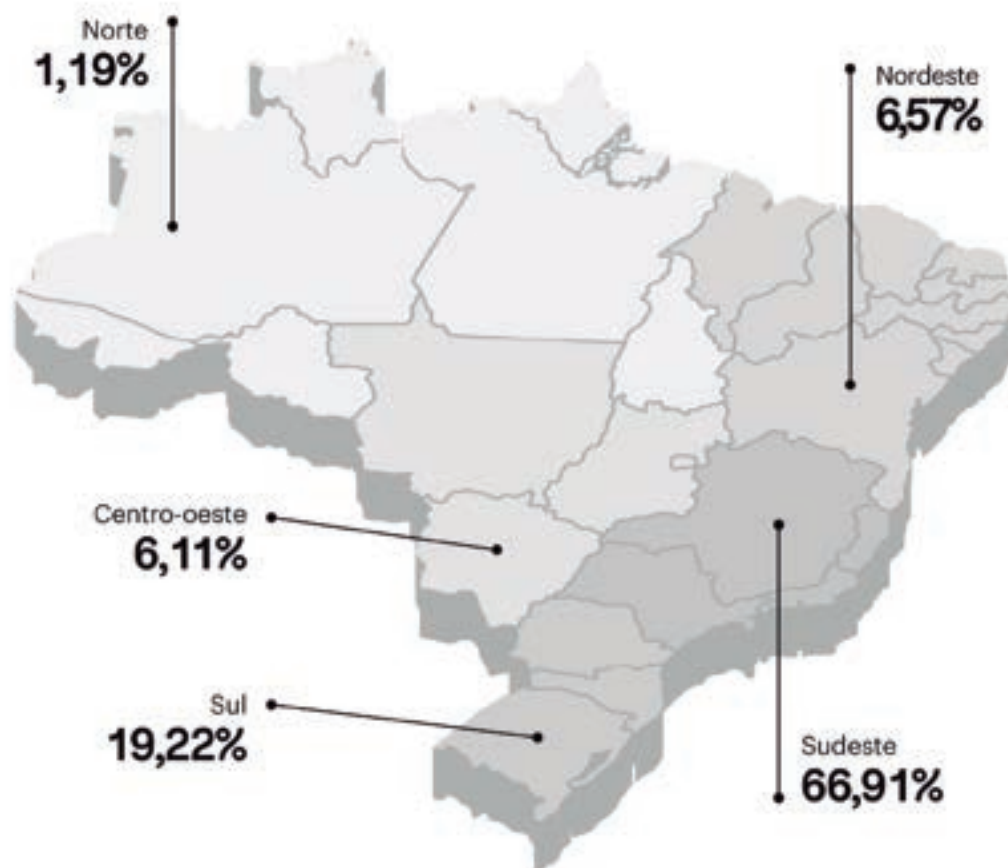 Norte
1,19%
Nordeste
6,57%
Centro-oeste
6,11%
Sul
19,22%
Sudeste
66,91%